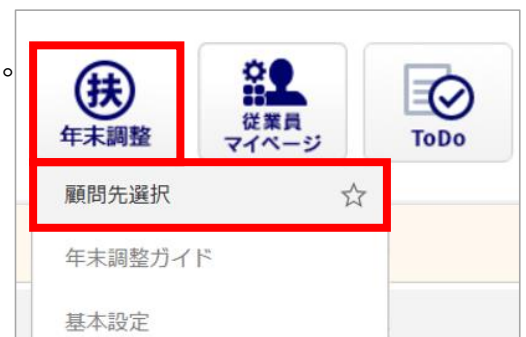 。
扶
年末調整
従業員
マイページ
ToDo
顧問先選択
年末調整ガイド
基本設定